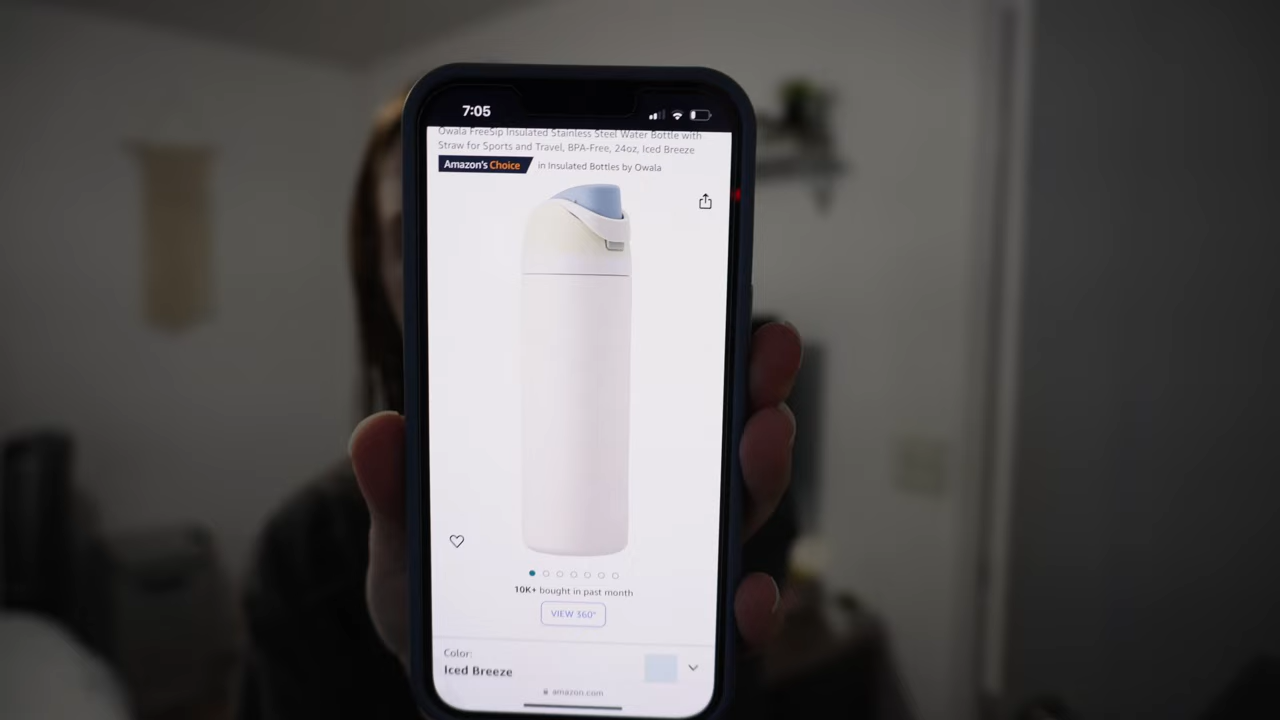 7:05
Owala FreeSip Insulated Stainless Steel Water Bottle with
Straw for Sports and Travel, BPA-Free, 24oz, Iced Breeze
Amazon's Choice in Insulated Bottles by Owala
10K+ bought in past month
VIEW 360°
Color:
Iced Breeze
amazon.com